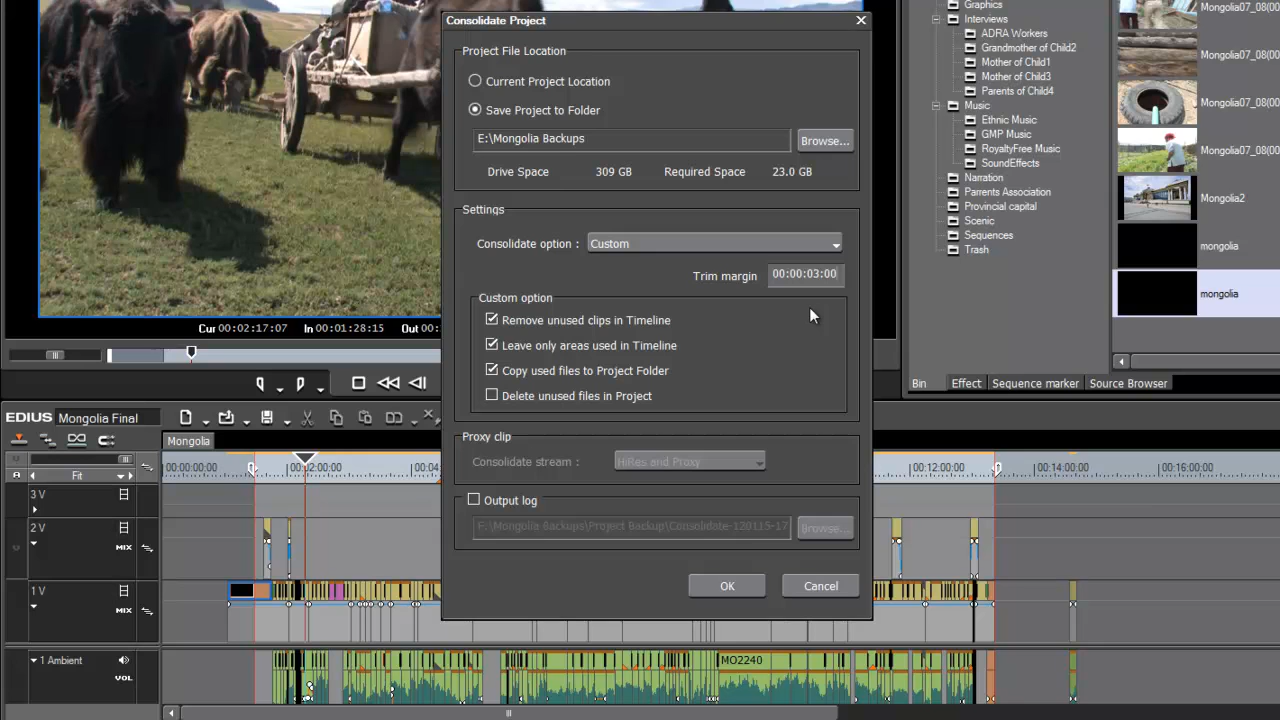 Consolidate Project
Project File Location
Current Project Location
Save Project to Folder
E:\Mongolia Backups
Browse...
Drive Space 309 GB Required Space 23.0 GB
Settings
Consolidate option : Custom
Trim margin 00:00:03:00
Custom option
Remove unused clips in Timeline
Leave only areas used in Timeline
Copy used files to Project Folder
Delete unused files in Project
Proxy clip
Consolidate stream : HiRes and Proxy
Output log
F:\Mongolia Backups\Project Backup\Consolidate-120115-17
Browse...
OK
Cancel
Graphics
Interviews
ADRA Workers
Grandmother of Child2
Mother of Child1
Mother of Child3
Parents of Child4
Music
Ethnic Music
GMP Music
RoyaltyFree Music
SoundEffects
Narration
Parrents Association
Provincial capital
Scenic
Sequences
Trash
Mongolia07_08(00
Mongolia07_08(00
Mongolia07_08(00
Mongolia07_08(00
Mongolia2
mongolia
mongolia
Bin Effect Sequence marker Source Browser
Cur 00:02:17:07 In 00:01:28:15 Out 00:
EDIUS Mongolia Final
Mongolia
Fit
00:00:00:00 00:02:00:00 00:04 00:12:00:00 00:14:00:00 00:16:00:00
3 V
2 V
MIX
1 V
MIX
1 Ambient
VOL
MO2240